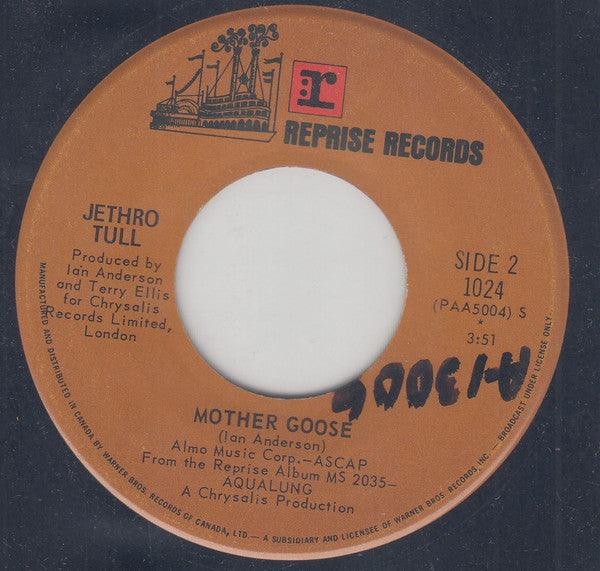 r
REPRISE RECORDS
JETHRO
TULL
Produced by
Ian Anderson
and Terry Ellis
for Chrysalis
Records Limited,
London
SIDE 2
1024
(PAA5004) S
*
3:51
A-13006
MOTHER GOOSE
(Ian Anderson)
Almo Music Corp.—ASCAP
From the Reprise Album MS 2035—
AQUALUNG
A Chrysalis Production
MANUFACTURED AND DISTRIBUTED IN CANADA BY WARNER BROS. RECORDS OF CANADA, LTD.— A SUBSIDIARY AND LICENSEE OF WARNER BROS. RECORDS, INC. — BROADCAST UNDER LICENSE ONLY.